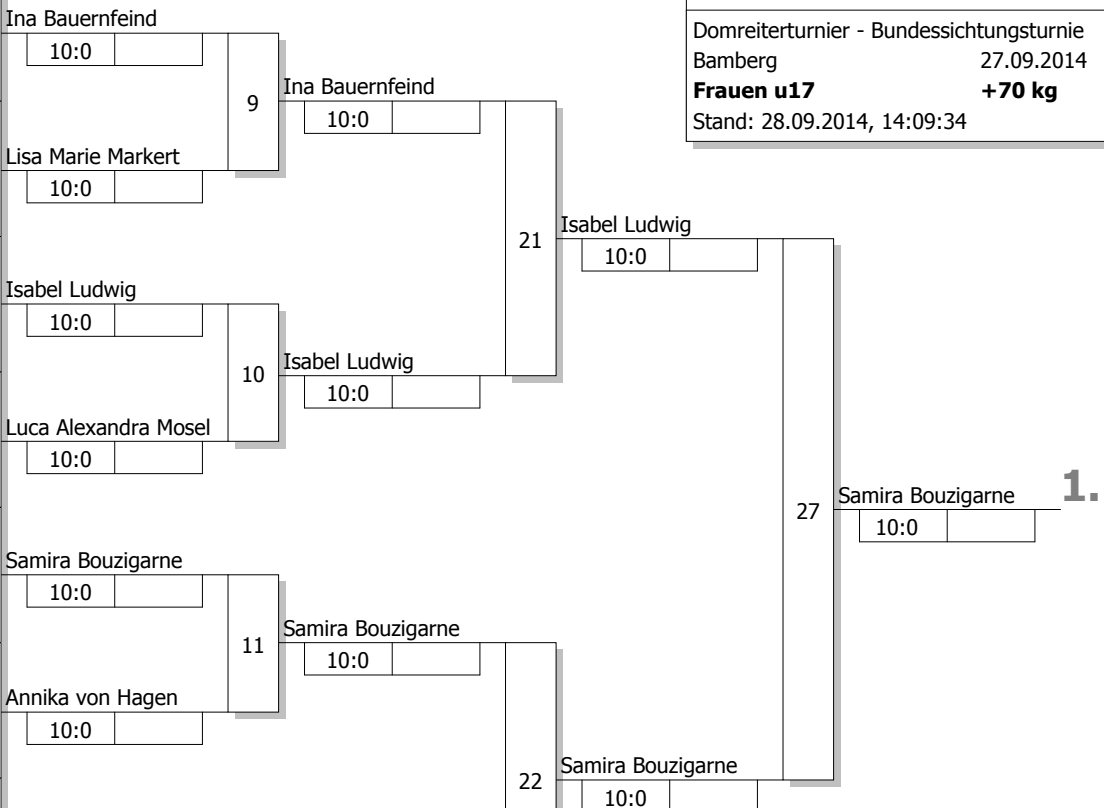 Domreiterturnier - Bundessichtungsturnie
Bamberg 27.09.2014
Frauen u17 +70 kg
Stand: 28.09.2014, 14:09:34
Ina Bauernfeind
10:0
9
Lisa Marie Markert
10:0
Ina Bauernfeind
10:0
21
Isabel Ludwig
10:0
10
Luca Alexandra Mosel
10:0
Isabel Ludwig
10:0
Isabel Ludwig
10:0
27
Samira Bouzigarne 1.
10:0
Samira Bouzigarne
10:0
11
Annika von Hagen
10:0
Samira Bouzigarne
10:0
22
Samira Bouzigarne
10:0